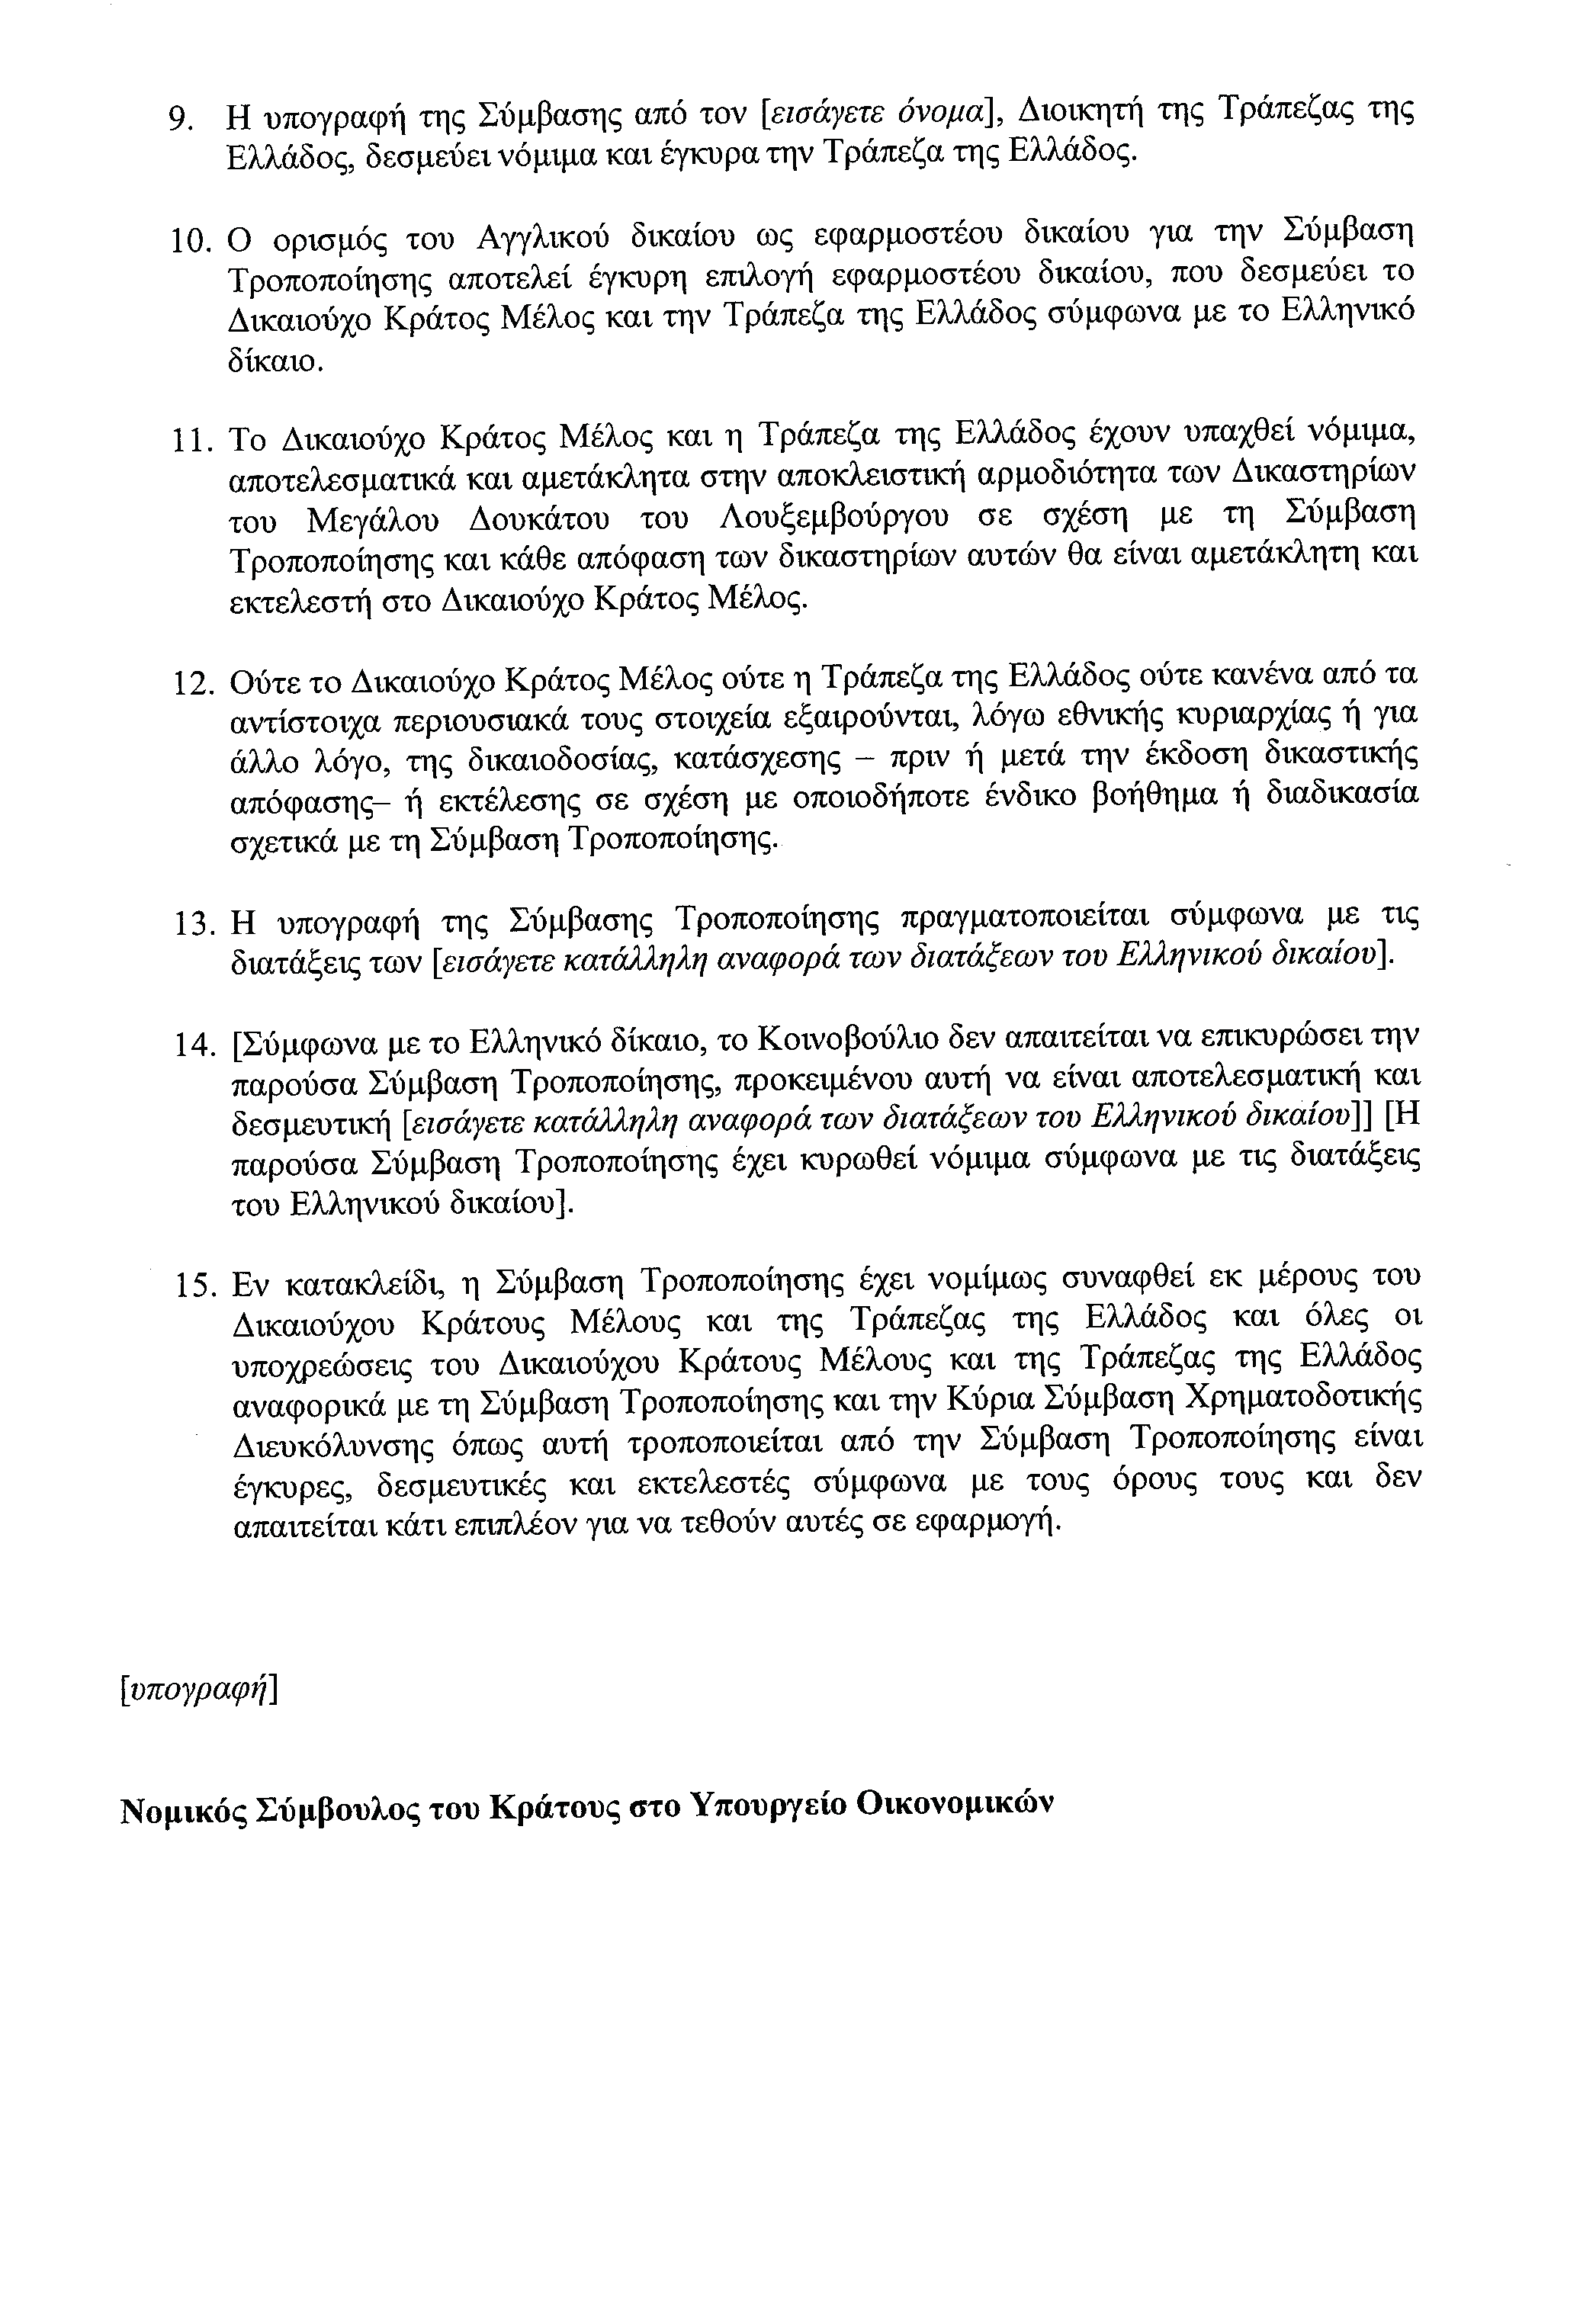 9. Η υπογραφή της Σύμβασης από τον [εισάγετε όνομα], Διοικητή της Τράπεζας της
Ελλάδος, δεσμεύει νόμιμα και έγκυρα την Τράπεζα της Ελλάδος.
10. Ο ορισμός του Αγγλικού δικαίου ως εφαρμοστέου δικαίου για την Σύμβαση
Τροποποίησης αποτελεί έγκυρη επιλογή εφαρμοστέου δικαίου, που δεσμεύει το
Δικαιούχο Κράτος Μέλος και την Τράπεζα της Ελλάδος σύμφωνα με το Ελληνικό
δίκαιο.
11. Το Δικαιούχο Κράτος Μέλος και η Τράπεζα της Ελλάδος έχουν υπαχθεί νόμιμα,
αποτελεσματικά και αμετάκλητα στην αποκλειστική αρμοδιότητα των Δικαστηρίων
του Μεγάλου Δουκάτου του Λουξεμβούργου σε σχέση με τη Σύμβαση
Τροποποίησης και κάθε απόφαση των δικαστηρίων αυτών θα είναι αμετάκλητη και
εκτελεστή στο Δικαιούχο Κράτος Μέλος.
12. Ούτε το Δικαιούχο Κράτος Μέλος ούτε η Τράπεζα της Ελλάδος ούτε κανένα από τα
αντίστοιχα περιουσιακά τους στοιχεία εξαιρούνται, λόγω εθνικής κυριαρχίας ή για
άλλο λόγο, της δικαιοδοσίας, κατάσχεσης – πριν ή μετά την έκδοση δικαστικής
απόφασης– ή εκτέλεσης σε σχέση με οποιοδήποτε ένδικο βοήθημα ή διαδικασία
σχετικά με τη Σύμβαση Τροποποίησης.
13. Η υπογραφή της Σύμβασης Τροποποίησης πραγματοποιείται σύμφωνα με τις
διατάξεις των [εισάγετε κατάλληλη αναφορά των διατάξεων του Ελληνικού δικαίου].
14. [Σύμφωνα με το Ελληνικό δίκαιο, το Κοινοβούλιο δεν απαιτείται να επικυρώσει την
παρούσα Σύμβαση Τροποποίησης, προκειμένου αυτή να είναι αποτελεσματική και
δεσμευτική [εισάγετε κατάλληλη αναφορά των διατάξεων του Ελληνικού δικαίου]] [Η
παρούσα Σύμβαση Τροποποίησης έχει κυρωθεί νόμιμα σύμφωνα με τις διατάξεις
του Ελληνικού δικαίου].
15. Εν κατακλείδι, η Σύμβαση Τροποποίησης έχει νομίμως συναφθεί εκ μέρους του
Δικαιούχου Κράτους Μέλους και της Τράπεζας της Ελλάδος και όλες οι
υποχρεώσεις του Δικαιούχου Κράτους Μέλους και της Τράπεζας της Ελλάδος
αναφορικά με τη Σύμβαση Τροποποίησης και την Κύρια Σύμβαση Χρηματοδοτικής
Διευκόλυνσης όπως αυτή τροποποιείται από την Σύμβαση Τροποποίησης είναι
έγκυρες, δεσμευτικές και εκτελεστές σύμφωνα με τους όρους τους και δεν
απαιτείται κάτι επιπλέον για να τεθούν αυτές σε εφαρμογή.
[υπογραφή]
Νομικός Σύμβουλος του Κράτους στο Υπουργείο Οικονομικών